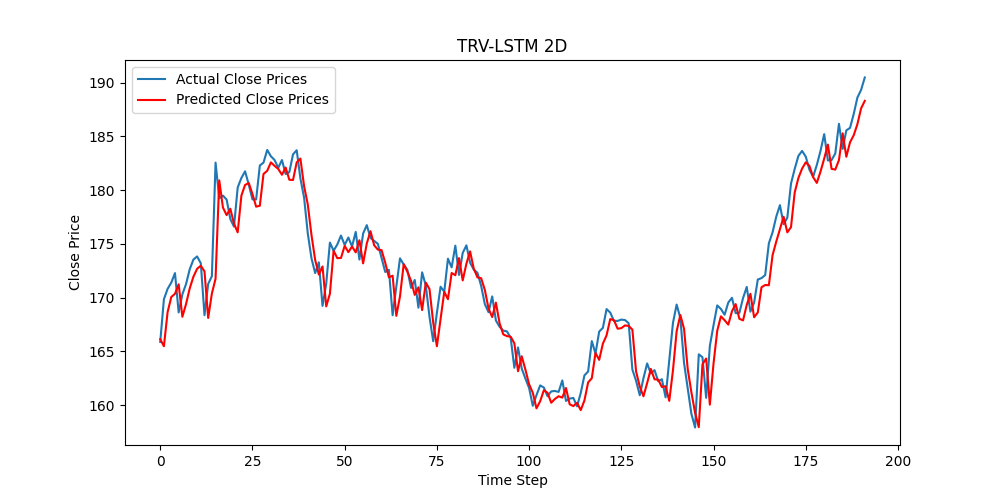 TRV-LSTM 2D
Actual Close Prices
Predicted Close Prices
Close Price
190
185
180
175
170
165
160
0 25 50 75 100 125 150 175 200
Time Step